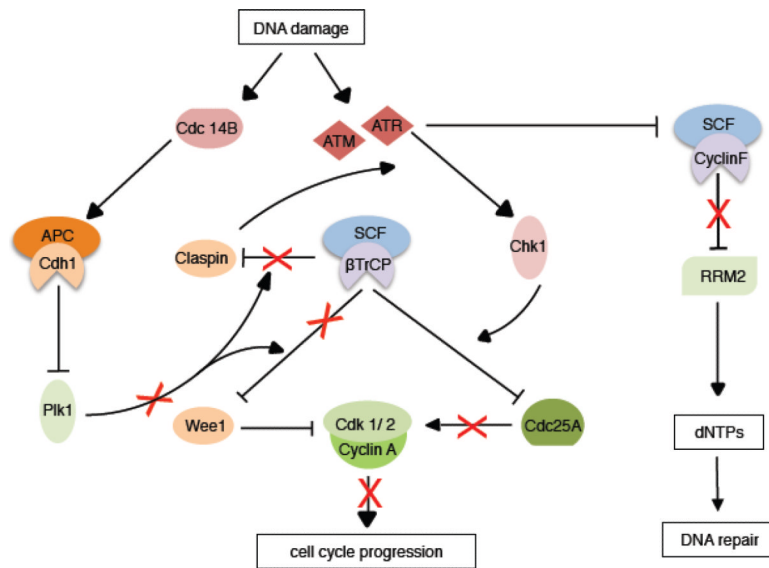 DNA damage
Cdc 14B
ATM
ATR
SCF
CyclinF
APC
Cdh1
Claspin
SCF
βTrCP
Chk1
RRM2
Plk1
Wee1
Cdk 1/ 2
Cyclin A
Cdc25A
dNTPs
cell cycle progression
DNA repair